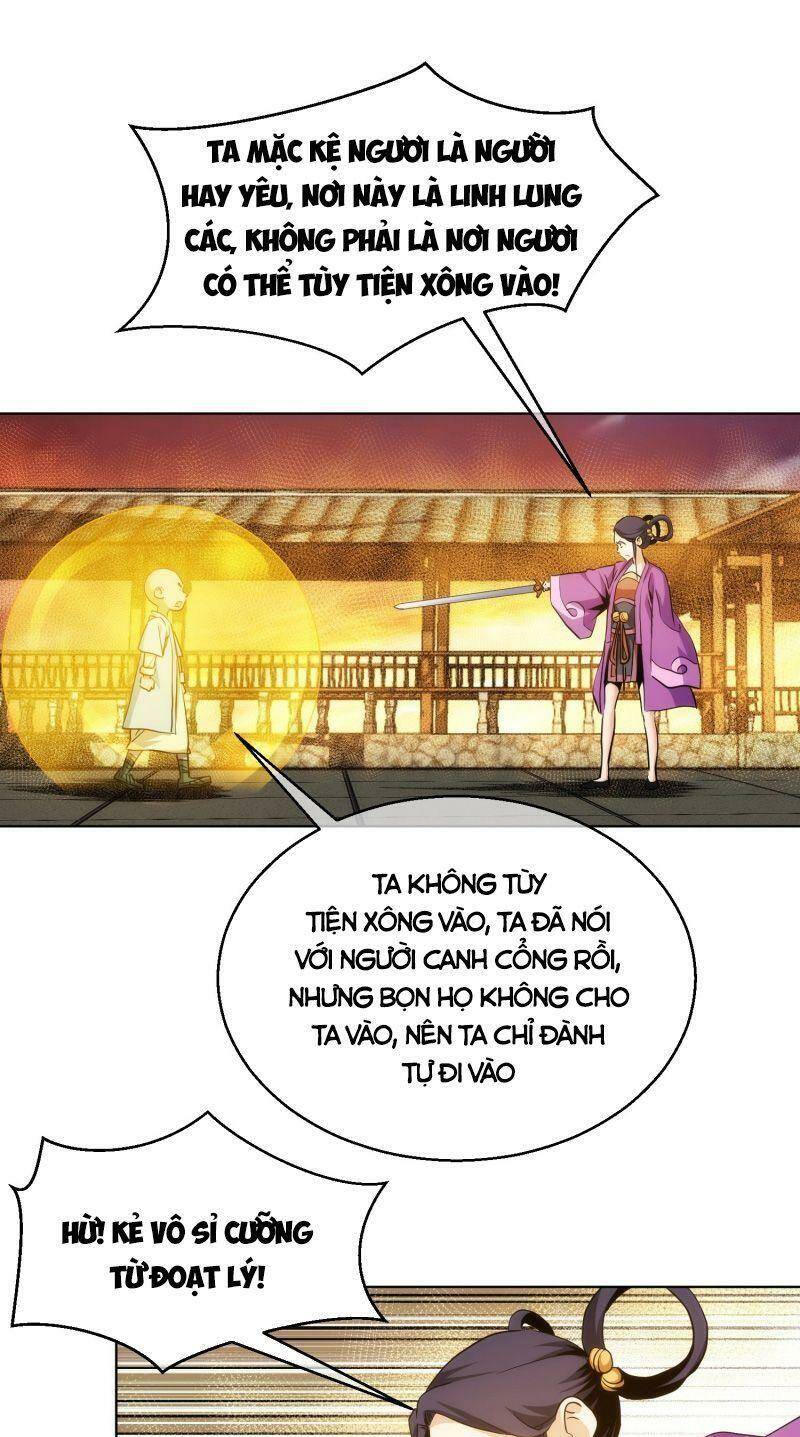 TA MẶC KỆ NGƯƠI LÀ NGƯỜI
HAY YÊU, NƠI NÀY LÀ LINH LUNG
CÁC, KHÔNG PHẢI LÀ NƠI NGƯƠI
CÓ THỂ TÙY TIỆN XÔNG VÀO!
TA KHÔNG TÙY
TIỆN XÔNG VÀO, TA ĐÃ NÓI
VỚI NGƯỜI CANH CỔNG RỒI,
NHƯNG BỌN HỌ KHÔNG CHO
TA VÀO, NÊN TA CHỈ ĐÀNH
TỰ ĐI VÀO
HỪ! KẺ VÔ SỈ CƯỠNG
TỪ ĐOẠT LÝ!